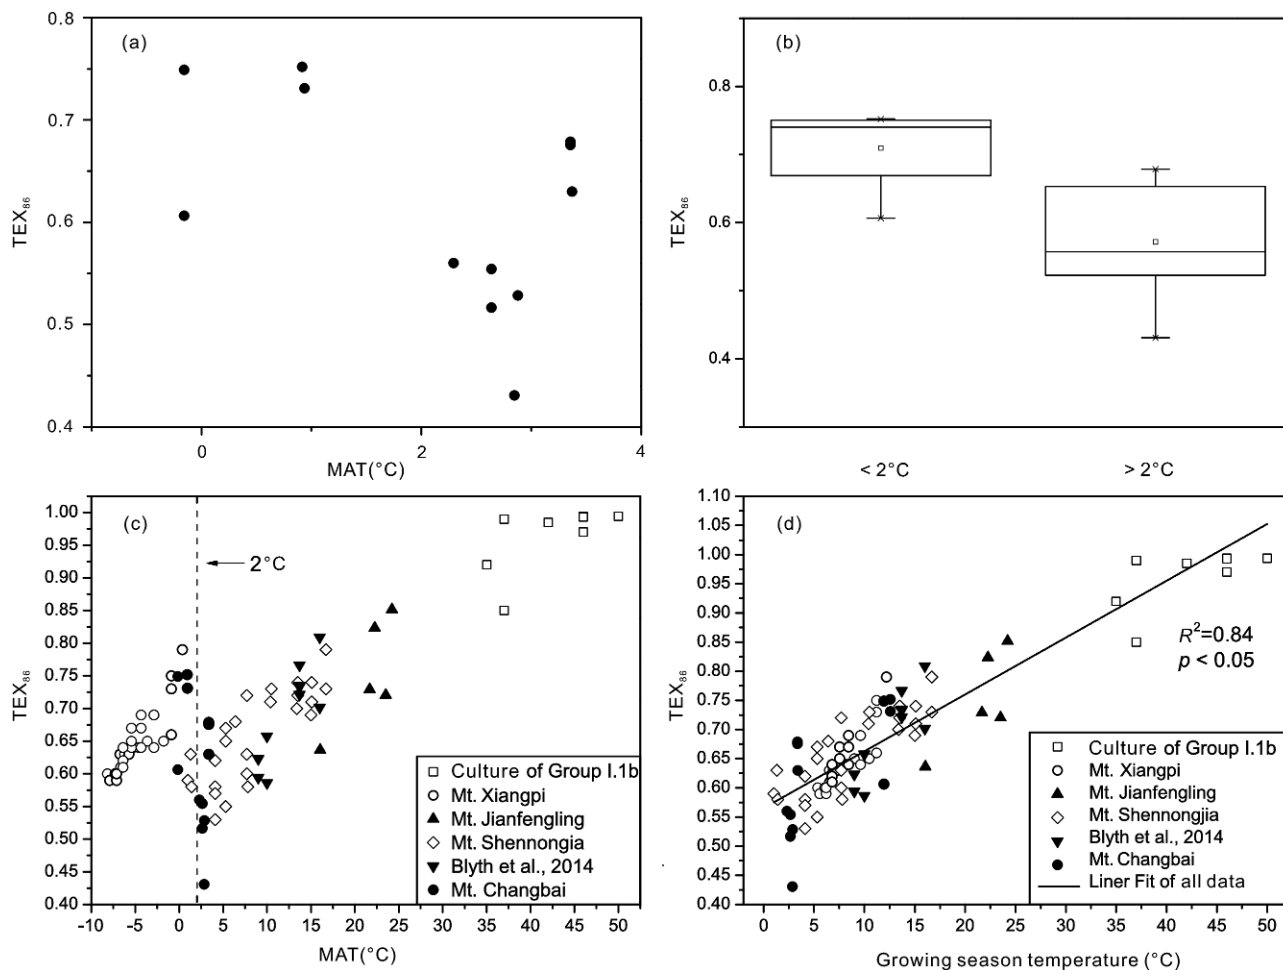 (a)
0.8
0.7
0.6
0.5
0.4
TEX86
0
2
4
MAT(°C)
(b)
0.8
0.6
0.4
TEX86
< 2°C
> 2°C
(c)
1.00
0.95
0.90
0.85
0.80
0.75
0.70
0.65
0.60
0.55
0.50
0.45
0.40
TEX86
2°C
Culture of Group I.1b
Mt. Xiangpi
Mt. Jianfengling
Mt. Shennongia
Blyth et al., 2014
Mt. Changbai
-10 -5 0 5 10 15 20 25 30 35 40 45 50
MAT(°C)
(d)
1.10
1.05
1.00
0.95
0.90
0.85
0.80
0.75
0.70
0.65
0.60
0.55
0.50
0.45
0.40
TEX86
R²=0.84
p < 0.05
Culture of Group I.1b
Mt. Xiangpi
Mt. Jianfengling
Mt. Shennongjia
Blyth et al., 2014
Mt. Changbai
Liner Fit of all data
0 5 10 15 20 25 30 35 40 45 50
Growing season temperature (°C)